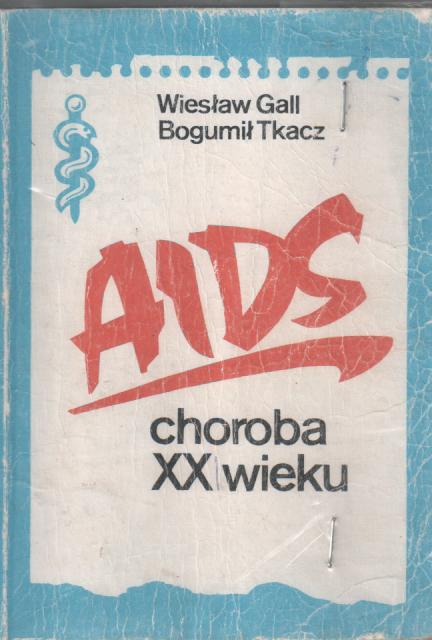 Wiesław Gall
Bogumił Tkacz
AIDS
choroba
XX wieku